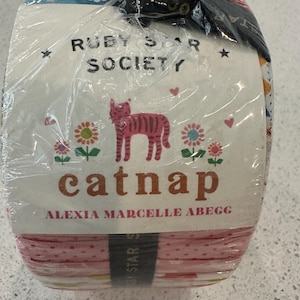 RUBY STAR
SOCIETY
catnap
ALEXIA MARCELLE ABEGG